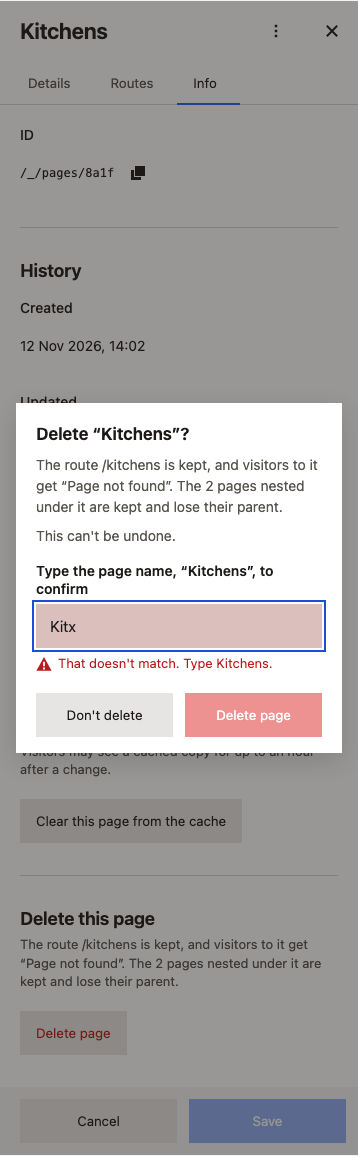 Kitchens
Details
Routes
Info
ID
/_/pages/8a1f
History
Created
12 Nov 2026, 14:02
Updated
Delete “Kitchens”?
The route /kitchens is kept, and visitors to it
get “Page not found”. The 2 pages nested
under it are kept and lose their parent.
This can't be undone.
Type the page name, “Kitchens”, to
confirm
Kitx
That doesn't match. Type Kitchens.
Don't delete
Delete page
Visitors may see a cached copy for up to an hour
after a change.
Clear this page from the cache
Delete this page
The route /kitchens is kept, and visitors to it get
“Page not found”. The 2 pages nested under it are
kept and lose their parent.
Delete page
Cancel
Save